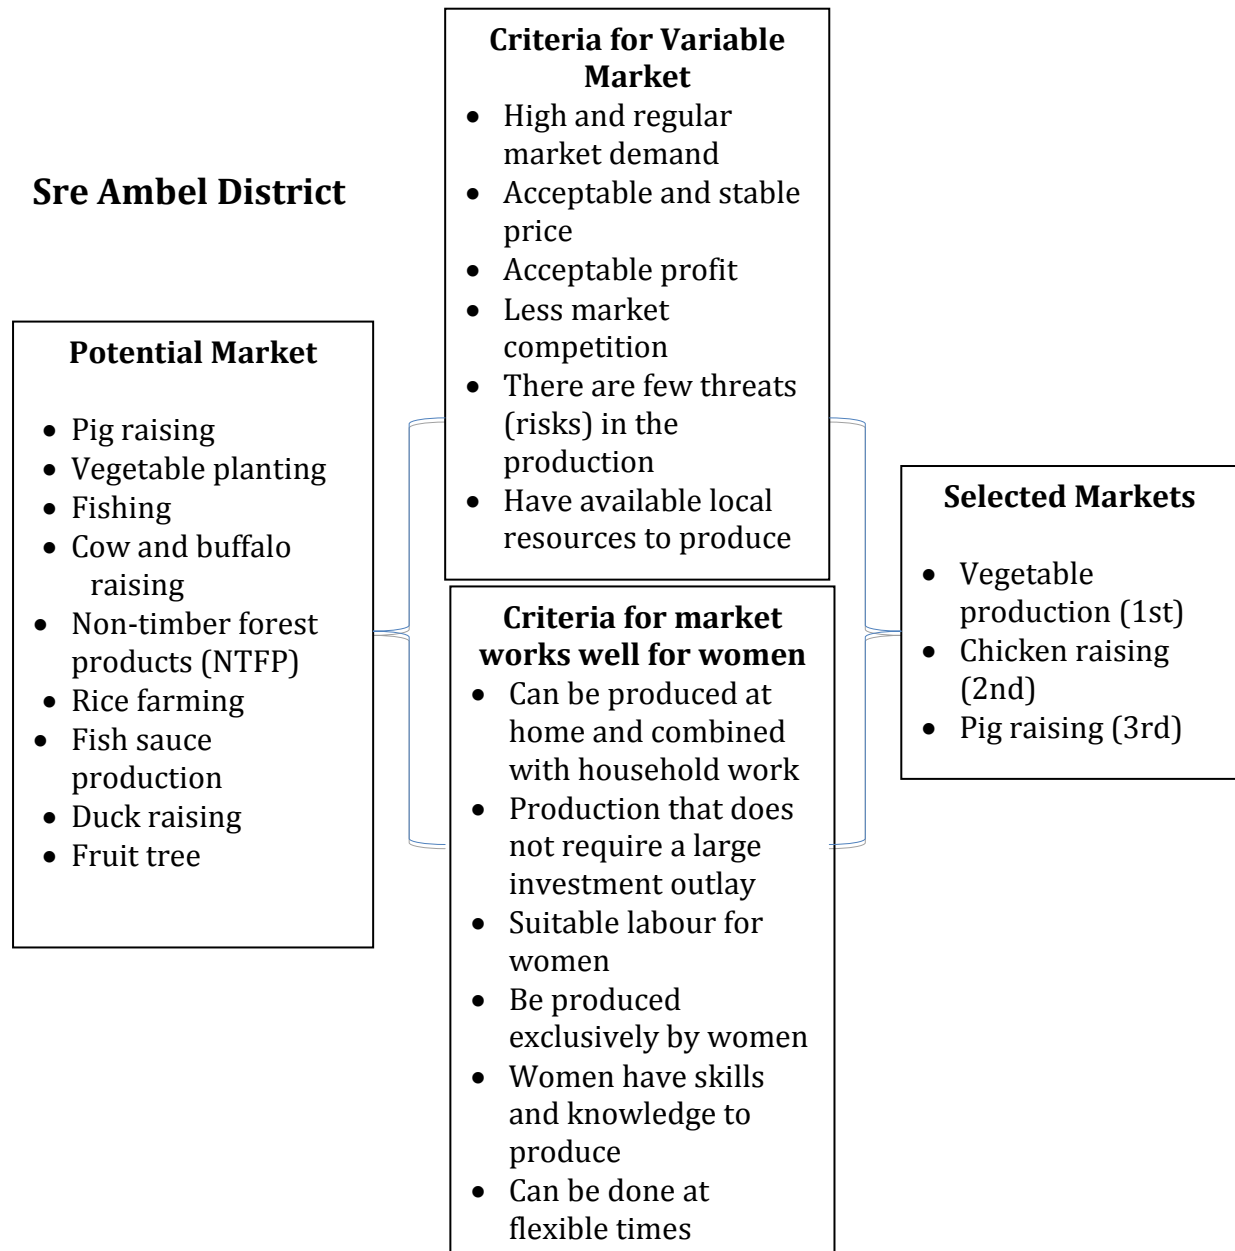 Sre Ambel District
Potential Market
• Pig raising
• Vegetable planting
• Fishing
• Cow and buffalo
raising
• Non-timber forest
products (NTFP)
• Rice farming
• Fish sauce
production
• Duck raising
• Fruit tree
Criteria for Variable
Market
• High and regular
market demand
• Acceptable and stable
price
• Acceptable profit
• Less market
competition
• There are few threats
(risks) in the
production
• Have available local
resources to produce
Criteria for market
works well for women
• Can be produced at
home and combined
with household work
• Production that does
not require a large
investment outlay
• Suitable labour for
women
• Be produced
exclusively by women
• Women have skills
and knowledge to
produce
• Can be done at
flexible times
Selected Markets
• Vegetable
production (1st)
• Chicken raising
(2nd)
• Pig raising (3rd)